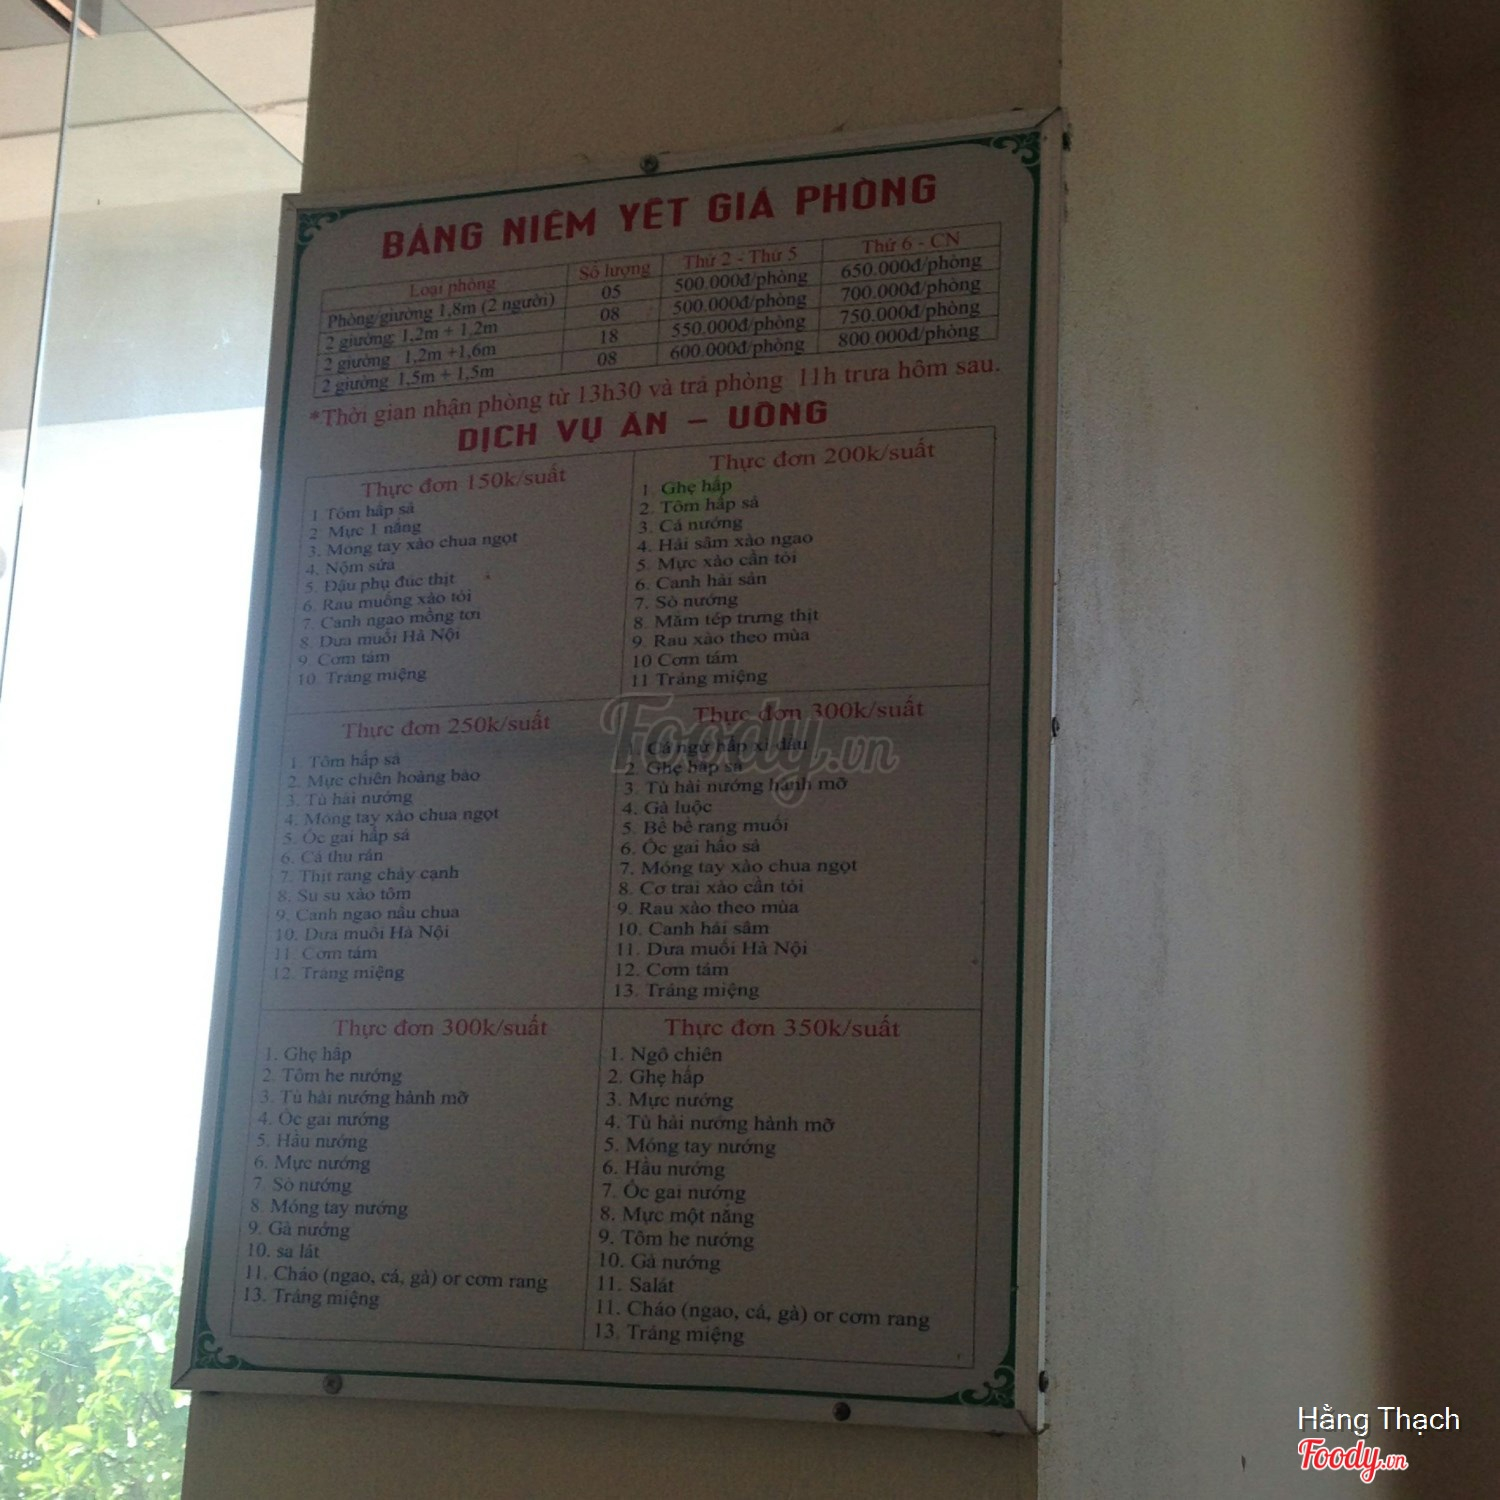 BẢNG NIÊM YẾT GIÁ PHÒNG
Loại phòng Số lượng Thứ 2 - Thứ 5 Thứ 6 - CN
Phòng/giường 1,8m (2 người) 05 500.000đ/phòng 650.000đ/phòng
2 giường 1,2m + 1,2m 08 500.000đ/phòng 700.000đ/phòng
2 giường 1,2m +1,6m 18 550.000đ/phòng 750.000đ/phòng
2 giường 1,5m + 1,5m 08 600.000đ/phòng 800.000đ/phòng
*Thời gian nhận phòng từ 13h30 và trả phòng 11h trưa hôm sau.
DỊCH VỤ ĂN - UỐNG
Thực đơn 150k/suất
1 Tôm hấp sả
2 Mực 1 nắng
3. Móng tay xào chua ngọt
4. Nộm sứa
5. Đậu phụ đúc thịt
6. Rau muống xào tỏi
7. Canh ngao mồng tơi
8. Dưa muối Hà Nội
9. Cơm tám
10. Tráng miệng
Thực đơn 200k/suất
1. Ghẹ hấp
2. Tôm hấp sả
3. Cá nướng
4. Hải sâm xào ngao
5. Mực xào cần tỏi
6. Canh hải sản
7. Sò nướng
8. Mắm tép trưng thịt
9. Rau xào theo mùa
10 Cơm tám
11 Tráng miệng
Thực đơn 250k/suất
1. Tôm hấp sả
2. Mực chiên hoàng bào
3. Tù hài nướng
4. Móng tay xào chua ngọt
5. Ốc gai hấp sả
6. Cá thu rán
7. Thịt rang cháy cạnh
8. Su su xào tôm
9. Canh ngao nấu chua
10. Dưa muối Hà Nội
11. Cơm tám
12. Tráng miệng
Thực đơn 300k/suất
1. Cá ngừ hấp xì dầu
2 Ghẹ hấp sả
3. Tù hài nướng hành mỡ
4. Gà luộc
5. Bề bề rang muối
6. Ốc gai hấo sả
7. Móng tay xào chua ngọt
8. Cơ trai xào cần tỏi
9. Rau xào theo mùa
10. Canh hải sâm
11. Dưa muối Hà Nội
12. Cơm tám
13. Tráng miệng
Thực đơn 300k/suất
1. Ghẹ hấp
2. Tôm he nướng
3. Tù hài nướng hành mỡ
4. Ốc gai nướng
5. Hầu nướng
6. Mực nướng
7. Sò nướng
8. Móng tay nướng
9. Gà nướng
10. sa lát
11. Cháo (ngao, cá, gà) or cơm rang
13. Tráng miệng
Thực đơn 350k/suất
1. Ngô chiên
2. Ghẹ hấp
3. Mực nướng
4. Tù hài nướng hành mỡ
5. Móng tay nướng
6. Hầu nướng
7. Ốc gai nướng
8. Mực một nắng
9. Tôm he nướng
10. Gà nướng
11. Salát
11. Cháo (ngao, cá, gà) or cơm rang
13. Tráng miệng
Foody.vn
Hằng Thạch
Foody.vn